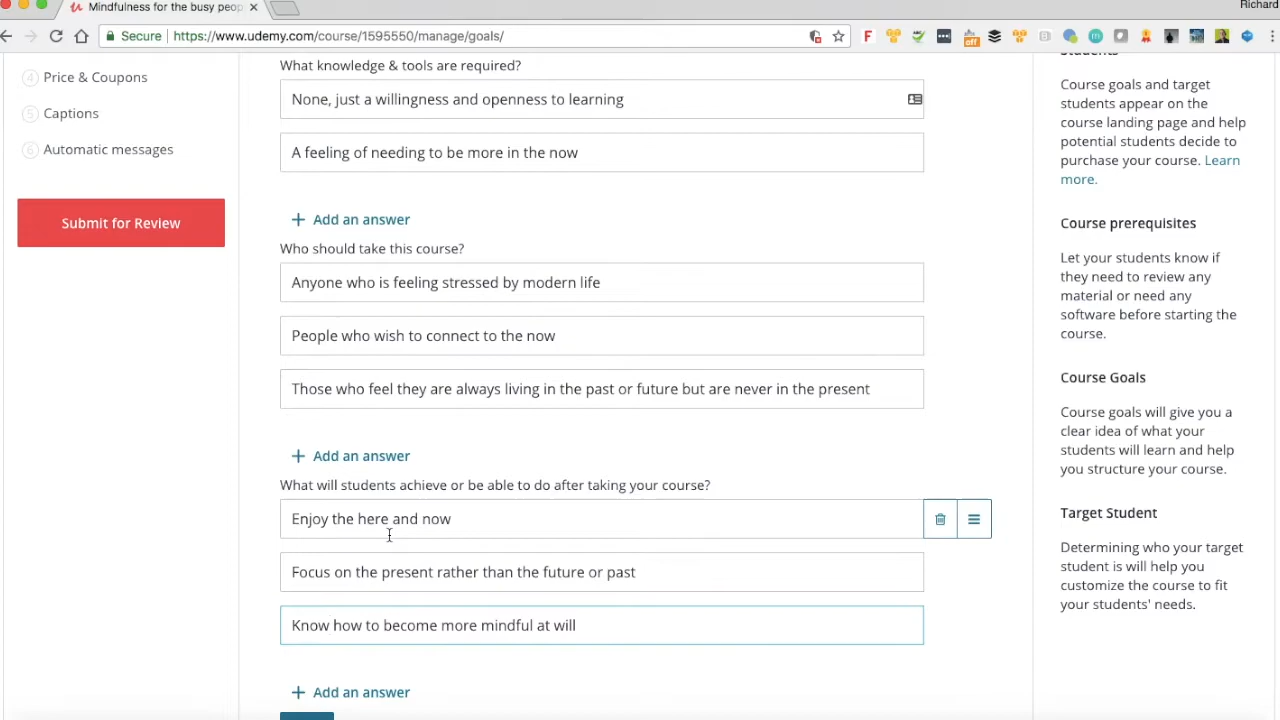 Mindfulness for the busy peop
Richard
Secure https://www.udemy.com/course/1595550/manage/goals/
4 Price & Coupons
5 Captions
6 Automatic messages
Submit for Review
What knowledge & tools are required?
None, just a willingness and openness to learning
A feeling of needing to be more in the now
+ Add an answer
Who should take this course?
Anyone who is feeling stressed by modern life
People who wish to connect to the now
Those who feel they are always living in the past or future but are never in the present
+ Add an answer
What will students achieve or be able to do after taking your course?
Enjoy the here and now
Focus on the present rather than the future or past
Know how to become more mindful at will
+ Add an answer
Students
Course goals and target
students appear on the
course landing page and help
potential students decide to
purchase your course. Learn
more.
Course prerequisites
Let your students know if
they need to review any
material or need any
software before starting the
course.
Course Goals
Course goals will give you a
clear idea of what your
students will learn and help
you structure your course.
Target Student
Determining who your target
student is will help you
customize the course to fit
your students' needs.